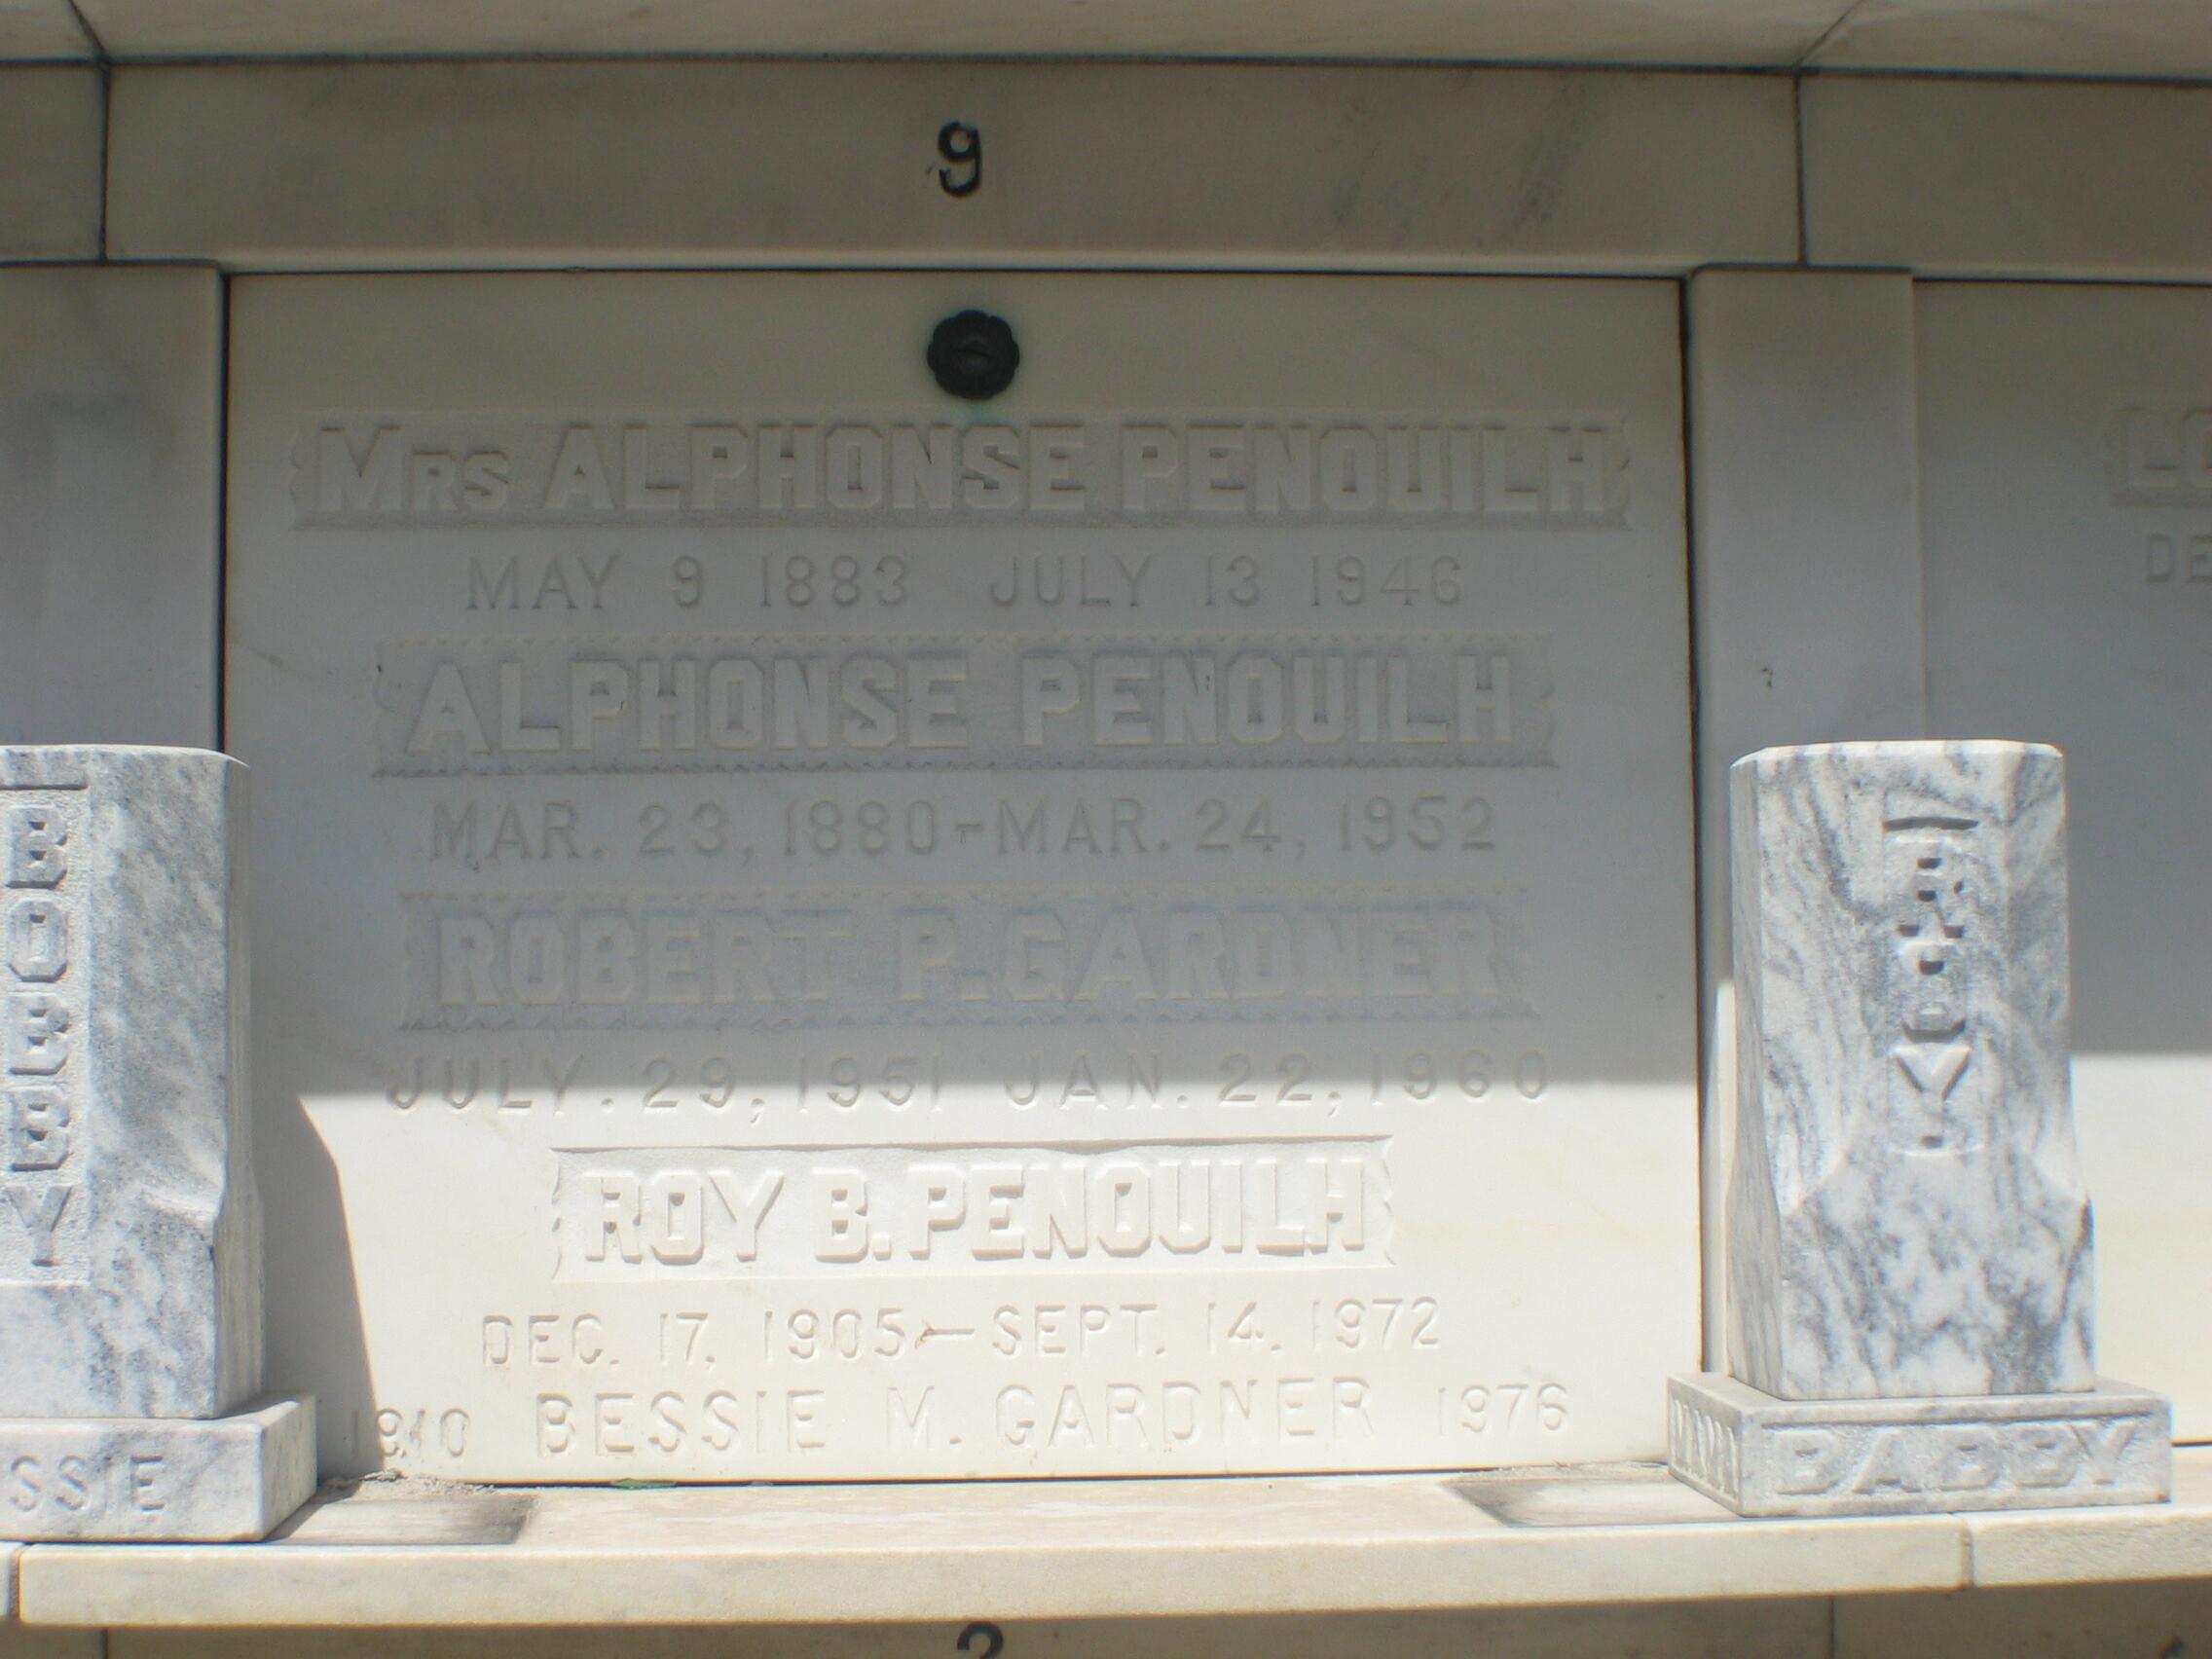 9
Mrs ALPHONSE PENOUILH
MAY 9 1883 JULY 13 1946
ALPHONSE PENOUILH
MAR. 23, 1880-MAR. 24, 1952
ROBERT P. GARDNER
JULY. 29, 1951 JAN. 22, 1960
ROY B. PENOUILH
DEC. 17, 1905-SEPT. 14. 1972
1910 BESSIE M. GARDNER 1976
BOBBY
SSIE
ROY
DADDY
2